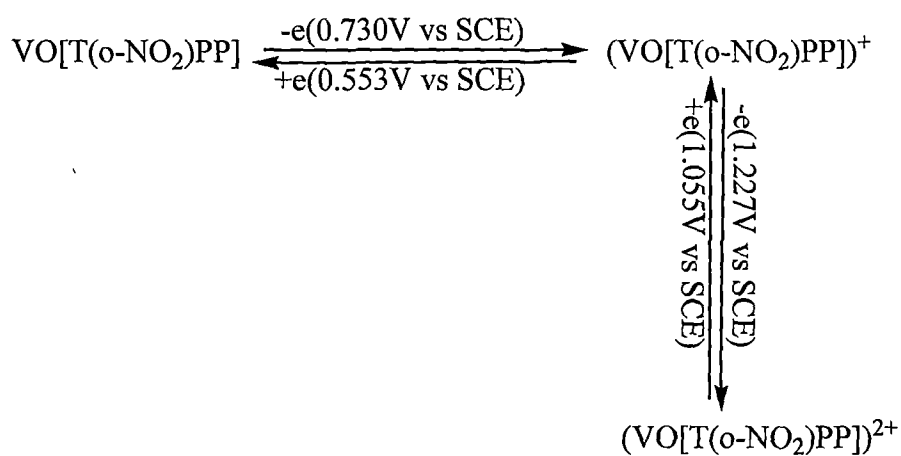 VO[T(o-NO₂)PP] -e(0.730V vs SCE) (VO[T(o-NO₂)PP])⁺
+e(0.553V vs SCE)
-e(1.227V vs SCE)
+e(1.055V vs SCE)
(VO[T(o-NO₂)PP])²⁺